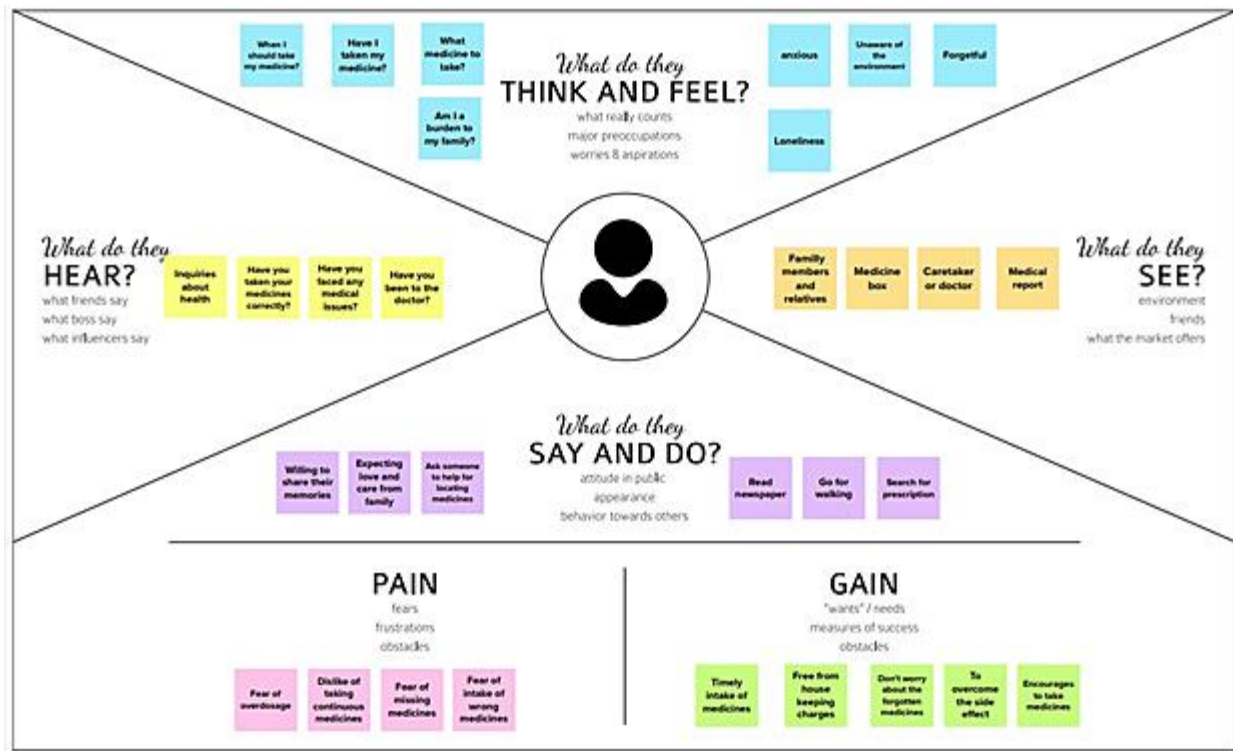 When I
should take
my medicine?
Have I
taken my
medicine?
What
medicine to
take?
Am I a
burden to
my family?
What do they
THINK AND FEEL?
what really counts
major preoccupations
worries & aspirations
anxious
Unaware of
the
environment
Forgetful
Loneliness
What do they
HEAR?
what friends say
what boss say
what influencers say
Inquiries
about
health
Have you
taken your
medicines
correctly?
Have you
faced any
medical
issues?
Have you
been to the
doctor?
Family
members
and
relatives
Medicine
box
Caretaker
or doctor
Medical
report
What do they
SEE?
environment
friends
what the market offers
What do they
SAY AND DO?
attitude in public
appearance
behavior towards others
Willing to
share their
memories
Expecting
love and
care from
family
Ask someone
to help for
locating
medicines
Read
newspaper
Go for
walking
Search for
prescription
PAIN
fears
frustrations
obstacles
Fear of
overdosage
Dislike of
taking
continuous
medicines
Fear of
missing
medicines
Fear of
intake of
wrong
medicines
GAIN
"wants" / needs
measures of success
obstacles
Timely
intake of
medicines
Free from
house
keeping
charges
Don't worry
about the
forgotten
medicines
To
overcome
the side
effect
Encourages
to take
medicines